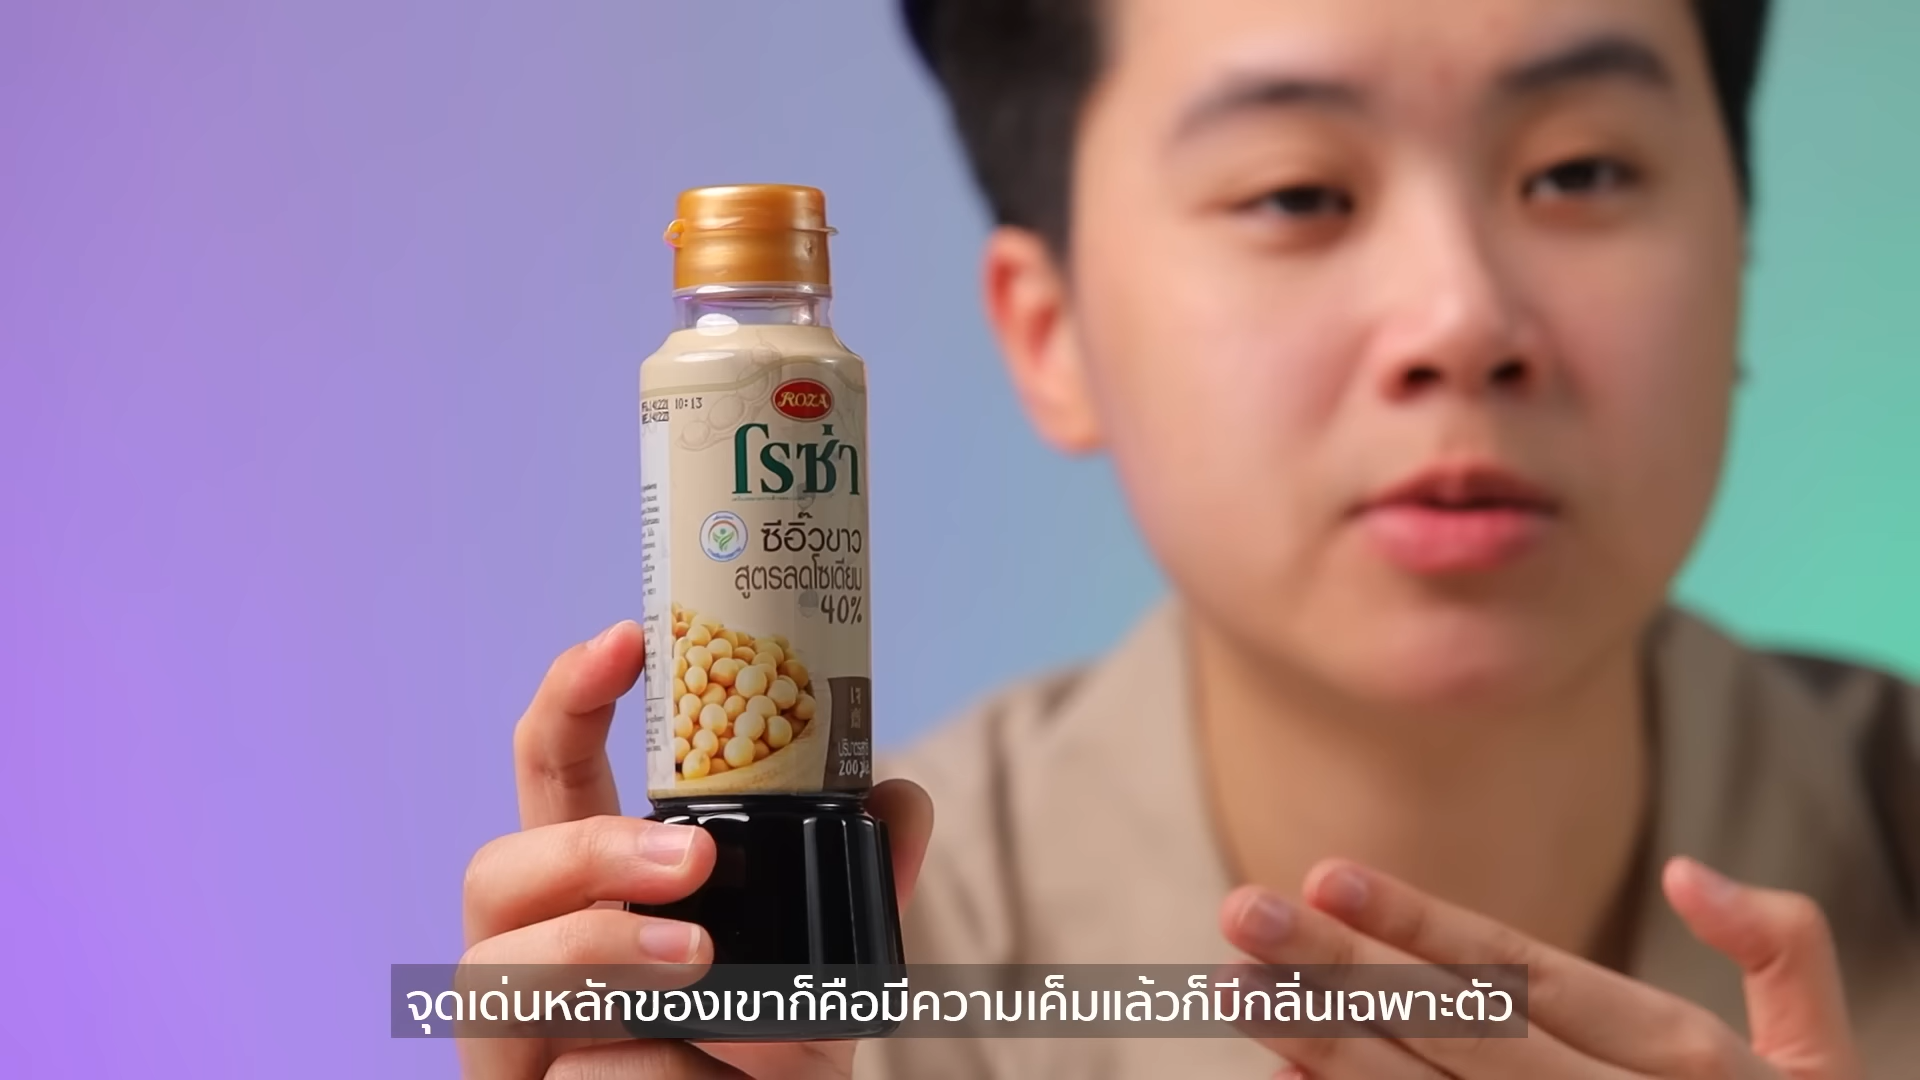 10:13
ROZA
โรซ่า
ซีอิ๊วขาว
สูตรลดโซเดียม
40%
เจ
200
จุดเด่นหลักของเขาก็คือมีความเค็มแล้วก็มีกลิ่นเฉพาะตัว